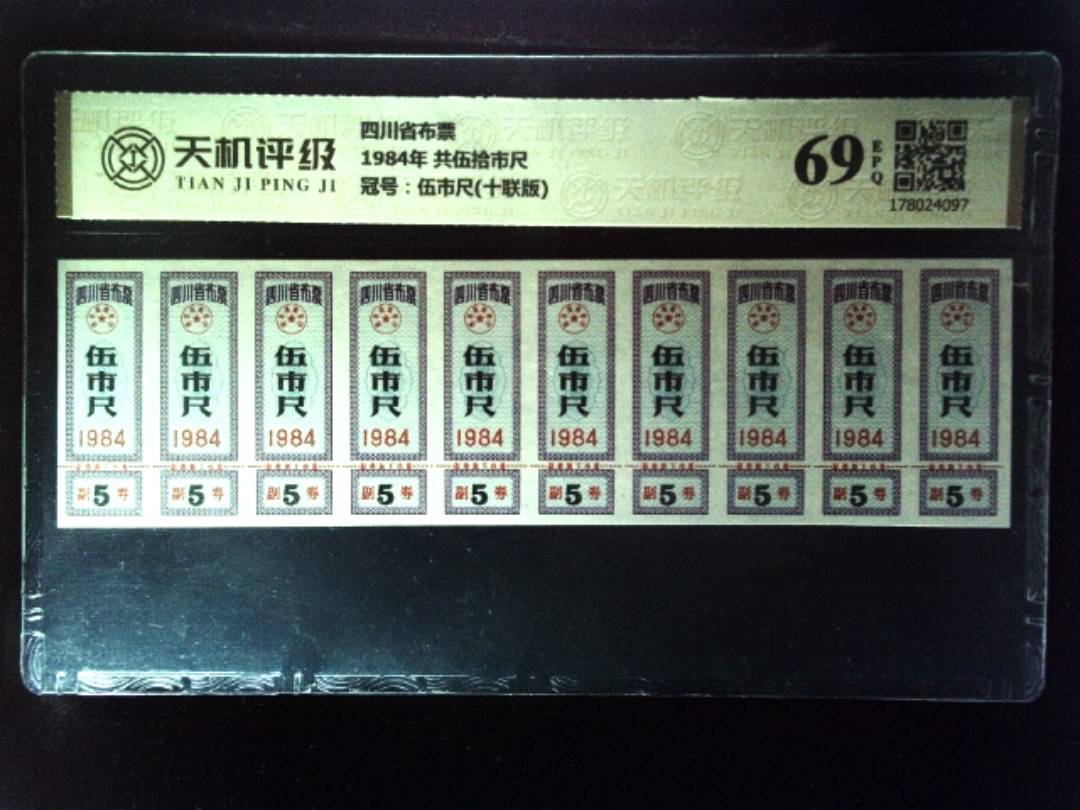 天机评级
TIAN JI PING JI
四川省布票
1984年 共伍拾市尺
冠号：伍市尺(十联版)
69
EPQ
178024097
四川省布票 四川省布票 四川省布票 四川省布票 四川省布票 四川省布票 四川省布票 四川省布票 四川省布票 四川省布票
伍市尺 伍市尺 伍市尺 伍市尺 伍市尺 伍市尺 伍市尺 伍市尺 伍市尺 伍市尺
1984 1984 1984 1984 1984 1984 1984 1984 1984 1984
副5券 副5券 副5券 副5券 副5券 副5券 副5券 副5券 副5券 副5券